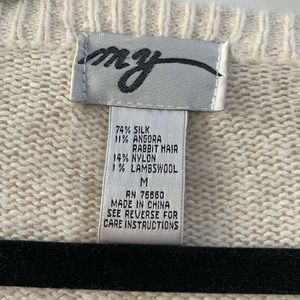 my
74% SILK
11% ANGORA
RABBIT HAIR
14% NYLON
1% LAMBSWOOL
M
RN 76660
MADE IN CHINA
SEE REVERSE FOR
CARE INSTRUCTIONS